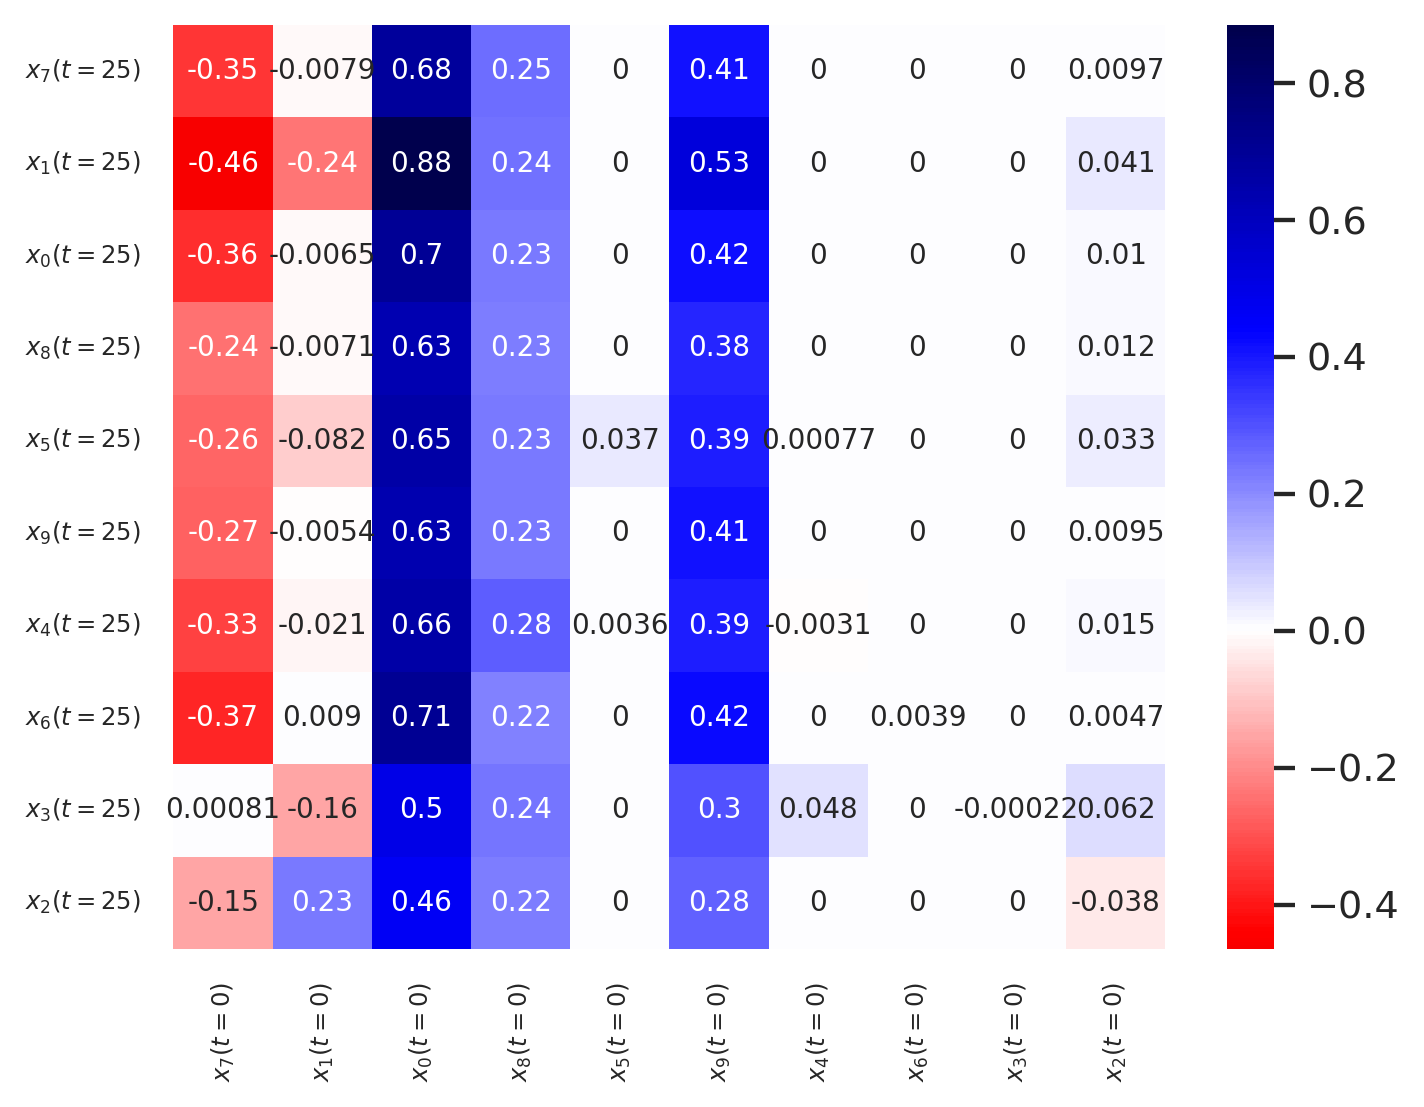 x₇(t = 25) -0.35 -0.0079 0.68 0.25 0 0.41 0 0 0 0.0097
x₁(t = 25) -0.46 -0.24 0.88 0.24 0 0.53 0 0 0 0.041
x₀(t = 25) -0.36 -0.0065 0.7 0.23 0 0.42 0 0 0 0.01
x₈(t = 25) -0.24 -0.0071 0.63 0.23 0 0.38 0 0 0 0.012
x₅(t = 25) -0.26 -0.082 0.65 0.23 0.037 0.39 0.00077 0 0 0.033
x₉(t = 25) -0.27 -0.0054 0.63 0.23 0 0.41 0 0 0 0.0095
x₄(t = 25) -0.33 -0.021 0.66 0.28 0.0036 0.39 -0.0031 0 0 0.015
x₆(t = 25) -0.37 0.009 0.71 0.22 0 0.42 0 0.0039 0 0.0047
x₃(t = 25) 0.00081 -0.16 0.5 0.24 0 0.3 0.048 0 -0.00022 0.062
x₂(t = 25) -0.15 0.23 0.46 0.22 0 0.28 0 0 0 -0.038
x₇(t = 0) x₁(t = 0) x₀(t = 0) x₈(t = 0) x₅(t = 0) x₉(t = 0) x₄(t = 0) x₆(t = 0) x₃(t = 0) x₂(t = 0)
0.8
0.6
0.4
0.2
0.0
−0.2
−0.4